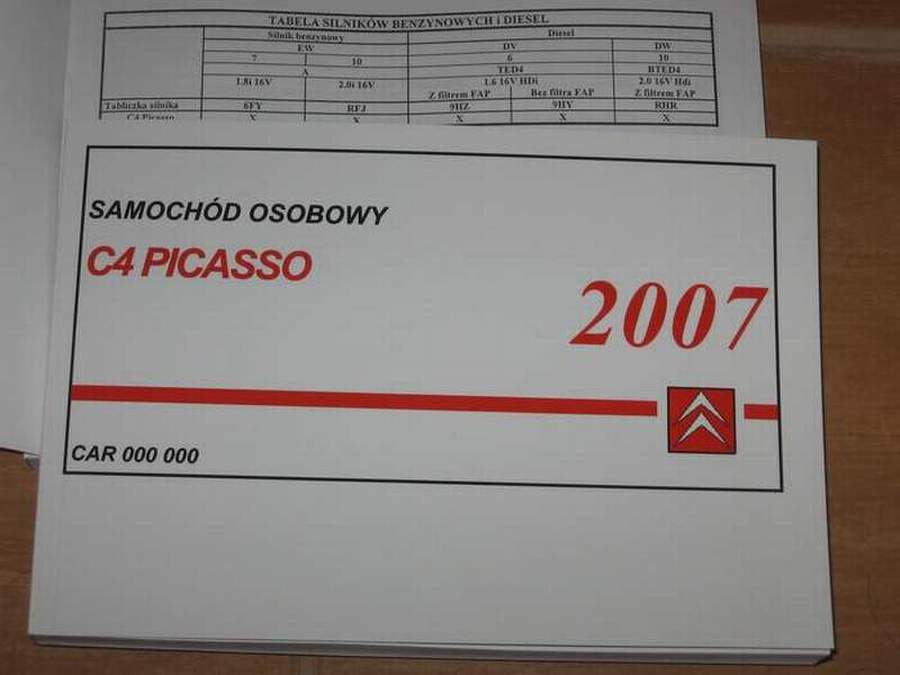 TABELA SILNIKÓW BENZYNOWYCH i DIESEL
Silnik benzynowy Diesel
EW DV DW
7 10 6 10
A TED4 BTED4
1.8i 16V 2.0i 16V 1.6 16V HDi 2.0 16V Hdi
Z filtrem FAP Bez filtra FAP Z filtrem FAP
Tabliczka silnika 6FY RFJ 9HZ 9HY RHR
C4 Picasso X X X X X
SAMOCHÓD OSOBOWY
C4 PICASSO
2007
CAR 000 000